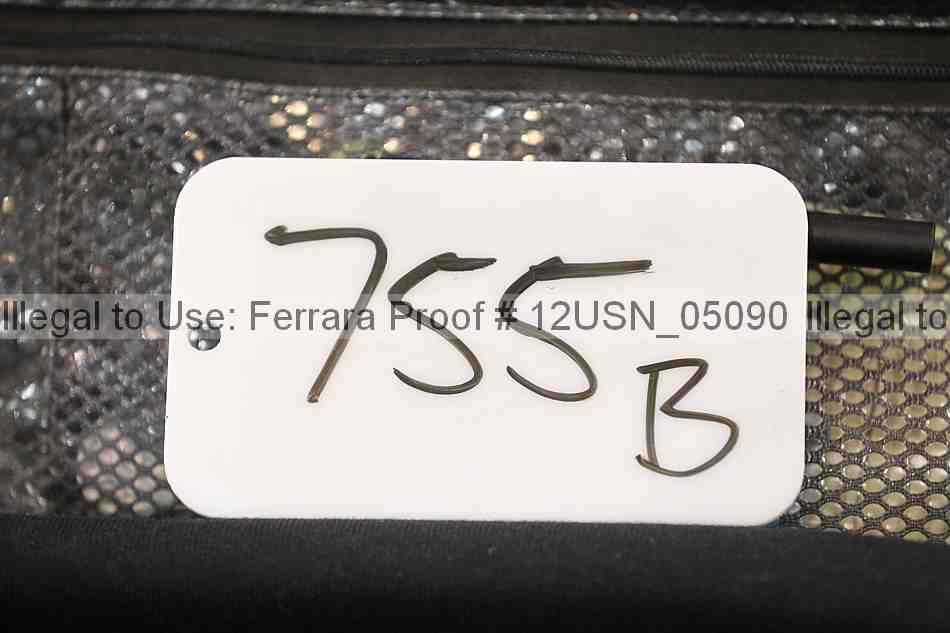 755
Illegal to Use: Ferrara Proof # 12USN_05090 Illegal to
B